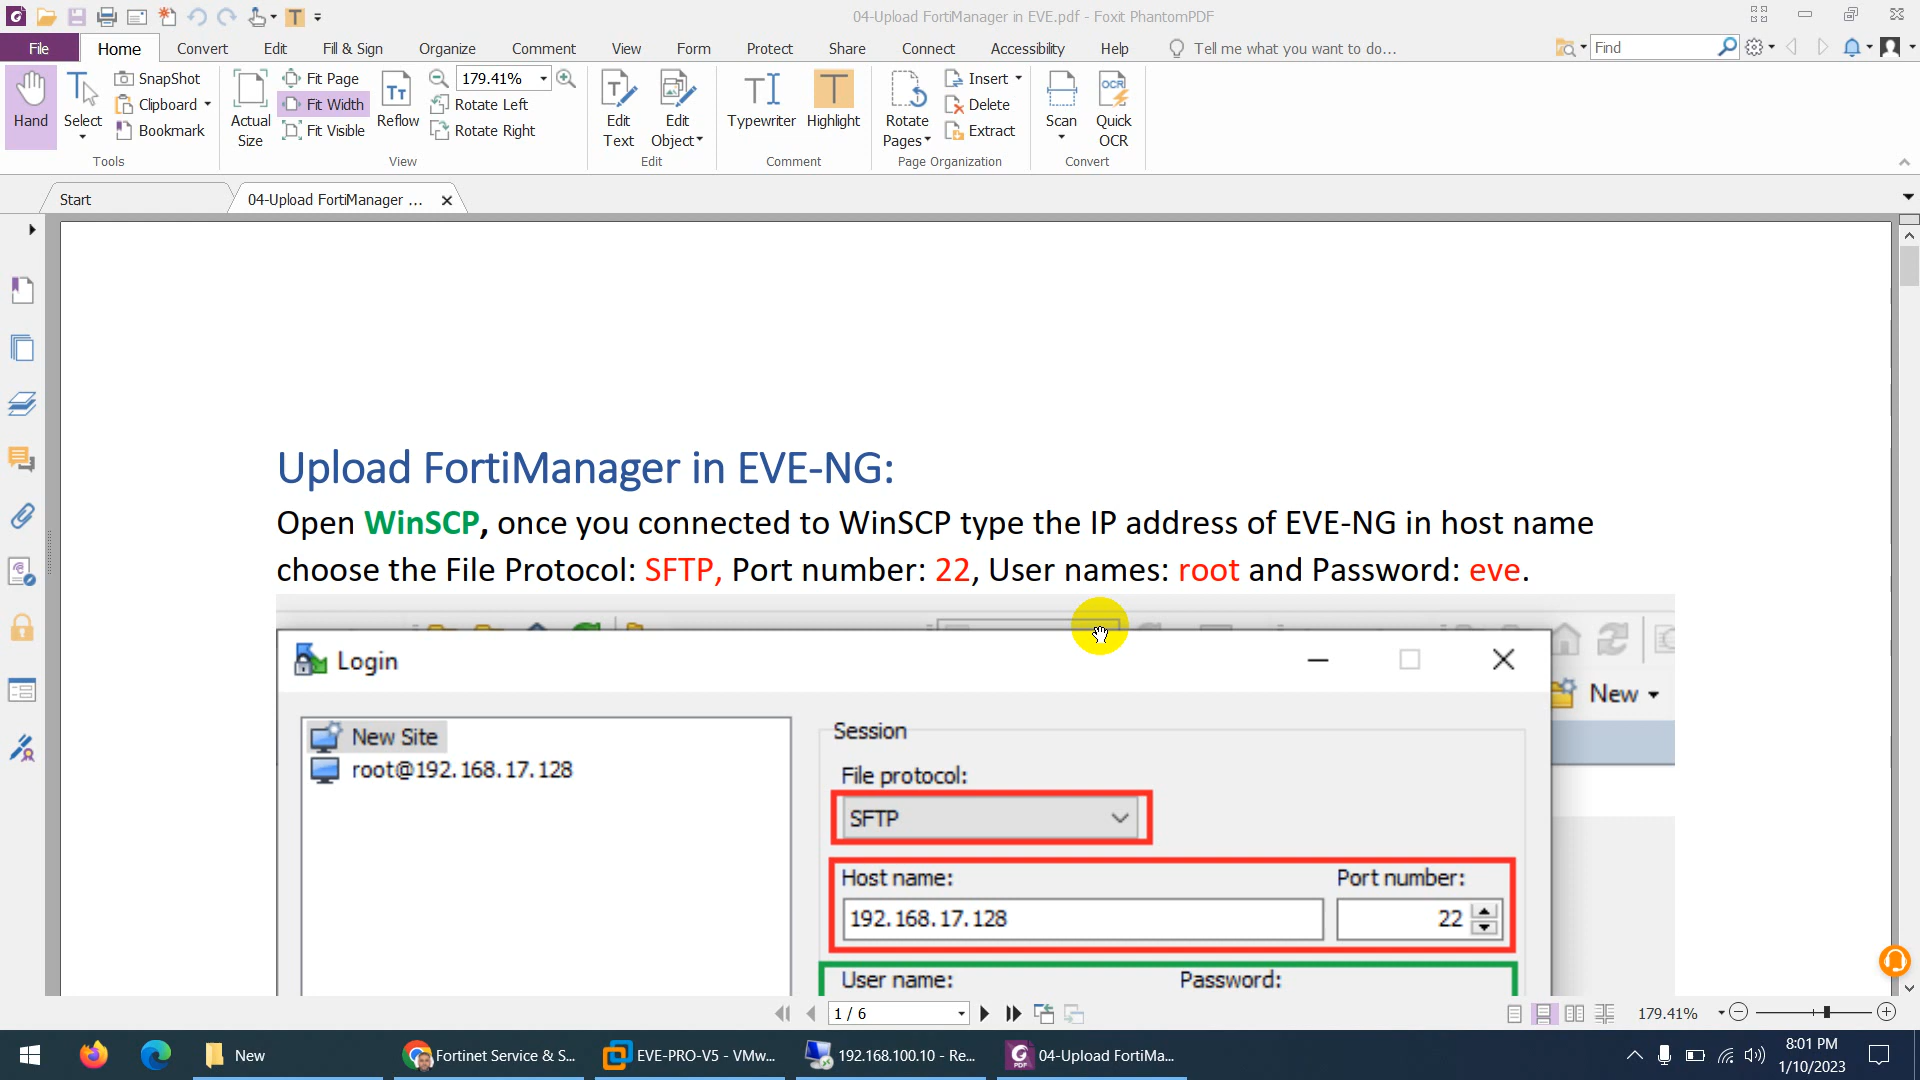 04-Upload FortiManager in EVE.pdf - Foxit PhantomPDF
File Home Convert Edit Fill & Sign Organize Comment View Form Protect Share Connect Accessibility Help Tell me what you want to do... Find
Hand
Select
SnapShot
Clipboard
Bookmark
Tools
Actual Size
Fit Page
Fit Width
Fit Visible
Reflow
179.41%
Rotate Left
Rotate Right
View
Edit Text
Edit Object
Edit
Typewriter
Highlight
Comment
Rotate Pages
Insert
Delete
Extract
Page Organization
Scan
Quick OCR
Convert
Start
04-Upload FortiManager ...
Upload FortiManager in EVE-NG:
Open WinSCP, once you connected to WinSCP type the IP address of EVE-NG in host name
choose the File Protocol: SFTP, Port number: 22, User names: root and Password: eve.
Login
New
New Site
root@192.168.17.128
Session
File protocol:
SFTP
Host name: Port number:
192.168.17.128 22
User name: Password:
1 / 6
179.41%
New
Fortinet Service & S...
EVE-PRO-V5 - VMw...
192.168.100.10 - Re...
04-Upload FortiMa...
8:01 PM
1/10/2023